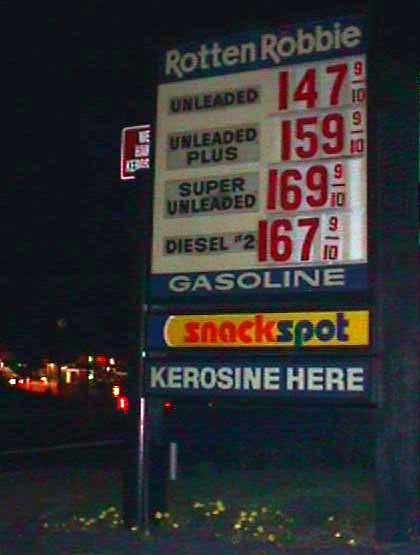 Rotten Robbie
UNLEADED 147 9/10
UNLEADED PLUS 159 9/10
SUPER UNLEADED 169 9/10
DIESEL #2 167 9/10
GASOLINE
snackspot
KEROSINE HERE
WE